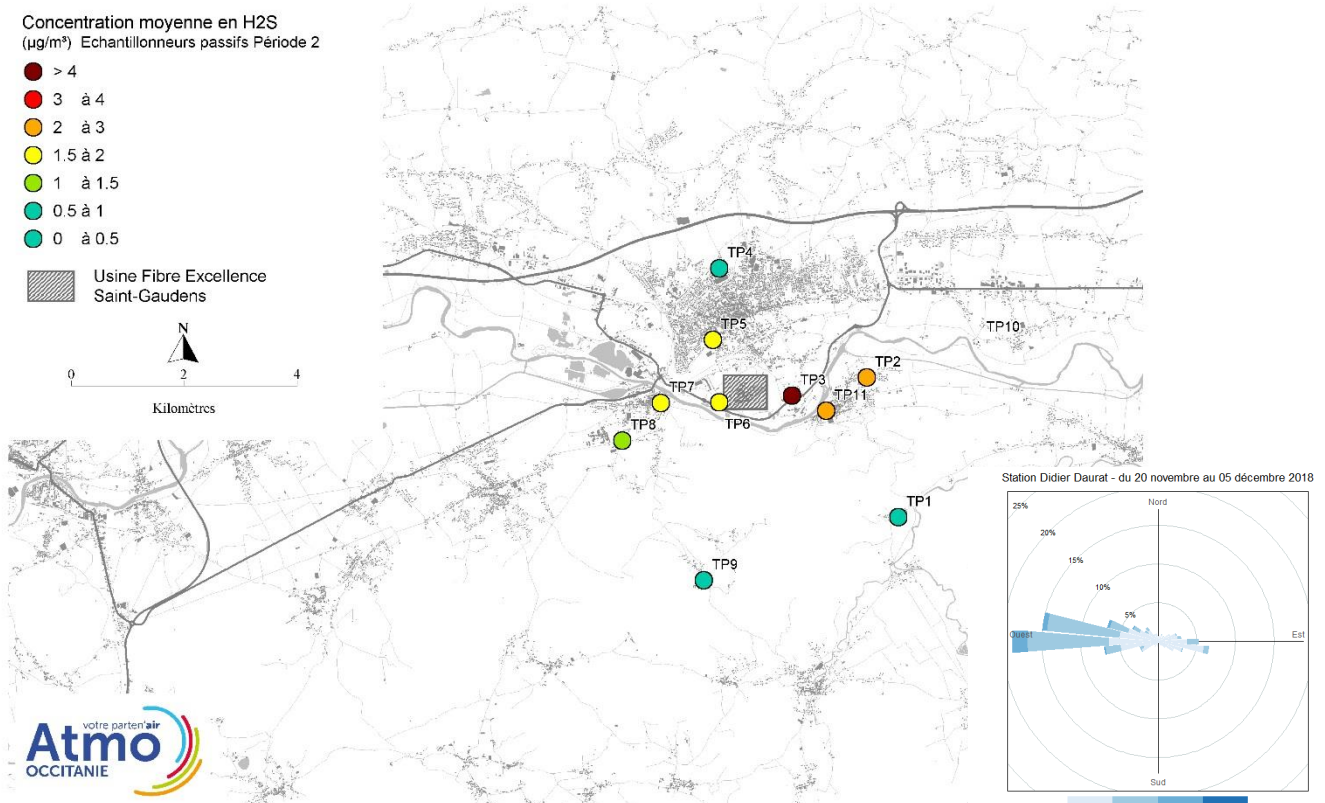 Concentration moyenne en H2S
(µg/m³) Echantillonneurs passifs Période 2
> 4
3 à 4
2 à 3
1.5 à 2
1 à 1.5
0.5 à 1
0 à 0.5
Usine Fibre Excellence
Saint-Gaudens
N
0 2 4
Kilomètres
TP4
TP5
TP10
TP2
TP7
TP3
TP11
TP6
TP8
TP1
TP9
Station Didier Daurat - du 20 novembre au 05 décembre 2018
Nord
25%
20%
15%
10%
5%
Ouest
Est
Sud
votre parten'air
Atmo
OCCITANIE